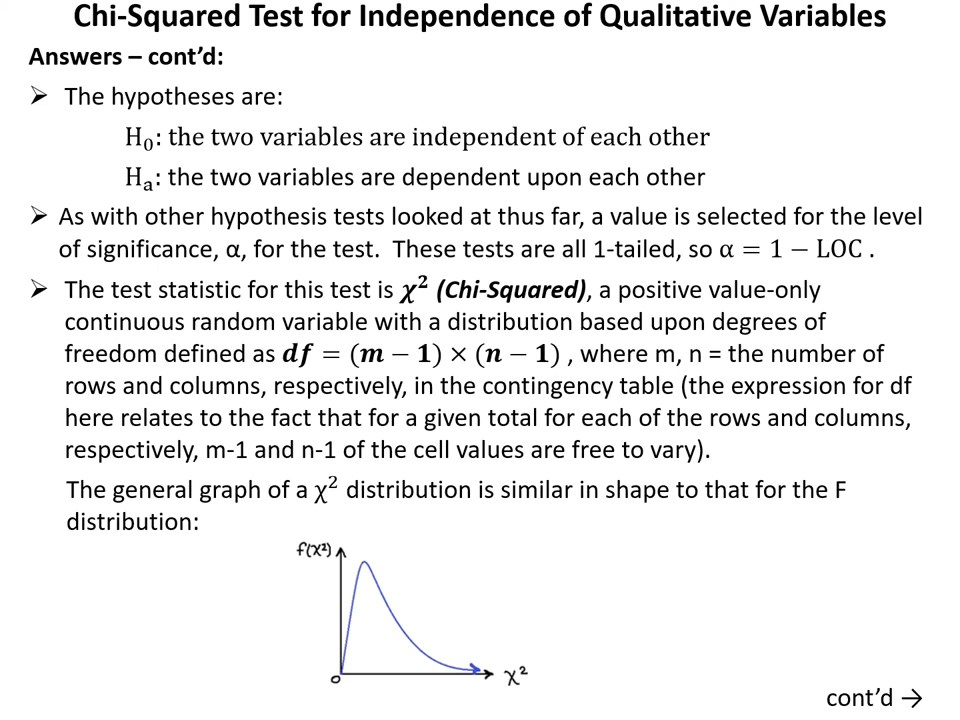 Chi-Squared Test for Independence of Qualitative Variables
Answers – cont’d:
➢ The hypotheses are:
H₀: the two variables are independent of each other
Hₐ: the two variables are dependent upon each other
➢ As with other hypothesis tests looked at thus far, a value is selected for the level
of significance, α, for the test. These tests are all 1-tailed, so α = 1 − LOC .
➢ The test statistic for this test is χ² (Chi-Squared), a positive value-only
continuous random variable with a distribution based upon degrees of
freedom defined as df = (m − 1) × (n − 1) , where m, n = the number of
rows and columns, respectively, in the contingency table (the expression for df
here relates to the fact that for a given total for each of the rows and columns,
respectively, m-1 and n-1 of the cell values are free to vary).
The general graph of a χ² distribution is similar in shape to that for the F
distribution:
f(χ²)
0
χ²
cont’d →